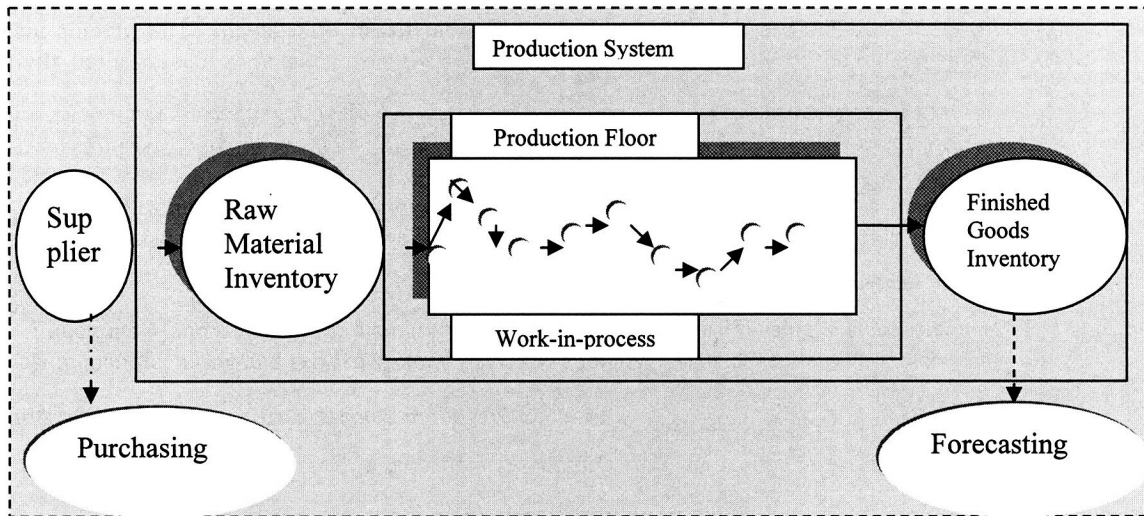 Production System
Production Floor
Sup
plier
Raw
Material
Inventory
Finished
Goods
Inventory
Work-in-process
Purchasing
Forecasting